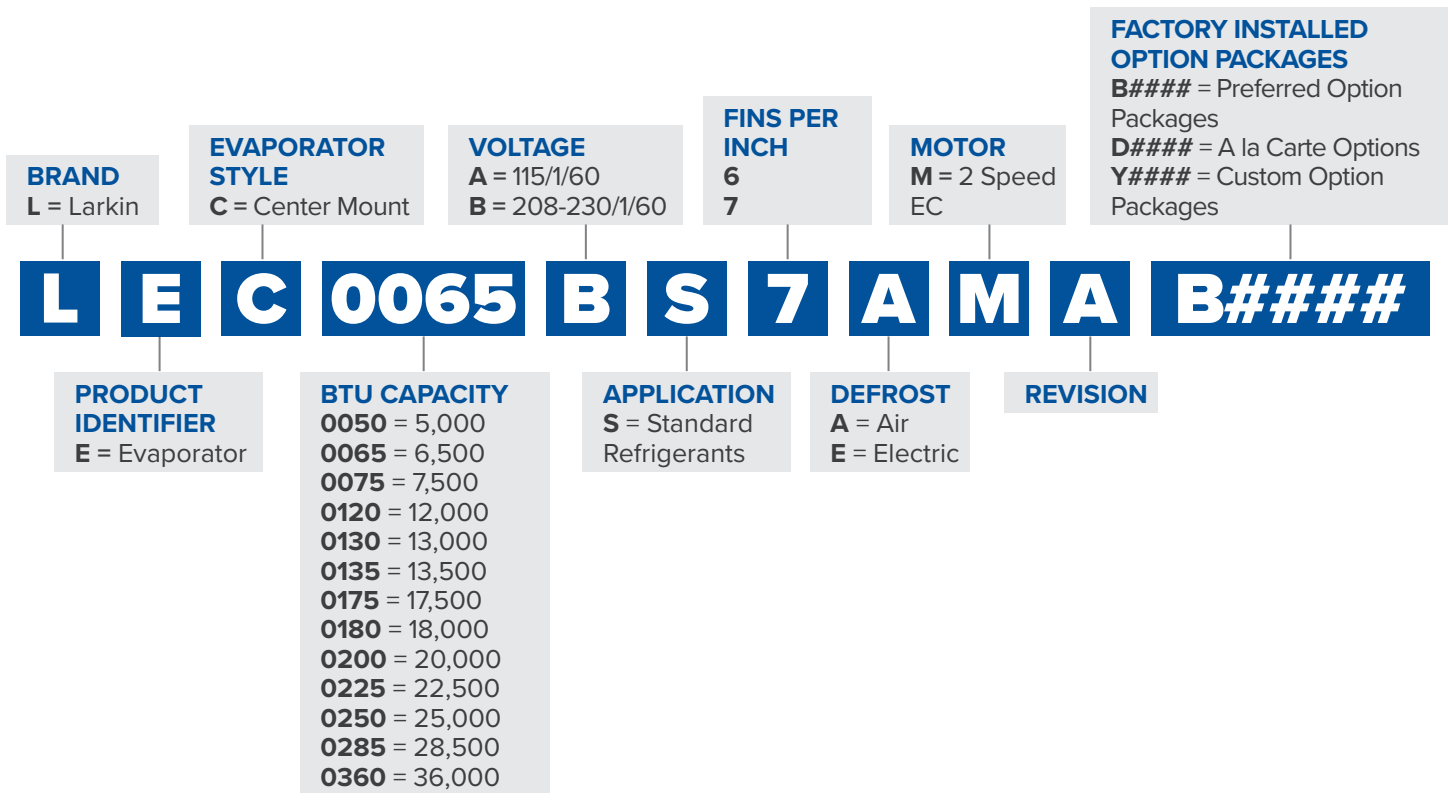 BRAND
L = Larkin
EVAPORATOR
STYLE
C = Center Mount
VOLTAGE
A = 115/1/60
B = 208-230/1/60
FINS PER
INCH
6
7
MOTOR
M = 2 Speed
EC
FACTORY INSTALLED
OPTION PACKAGES
B#### = Preferred Option
Packages
D#### = A la Carte Options
Y#### = Custom Option
Packages
L E C 0065 B S 7 A M A B####
PRODUCT
IDENTIFIER
E = Evaporator
BTU CAPACITY
0050 = 5,000
0065 = 6,500
0075 = 7,500
0120 = 12,000
0130 = 13,000
0135 = 13,500
0175 = 17,500
0180 = 18,000
0200 = 20,000
0225 = 22,500
0250 = 25,000
0285 = 28,500
0360 = 36,000
APPLICATION
S = Standard
Refrigerants
DEFROST
A = Air
E = Electric
REVISION